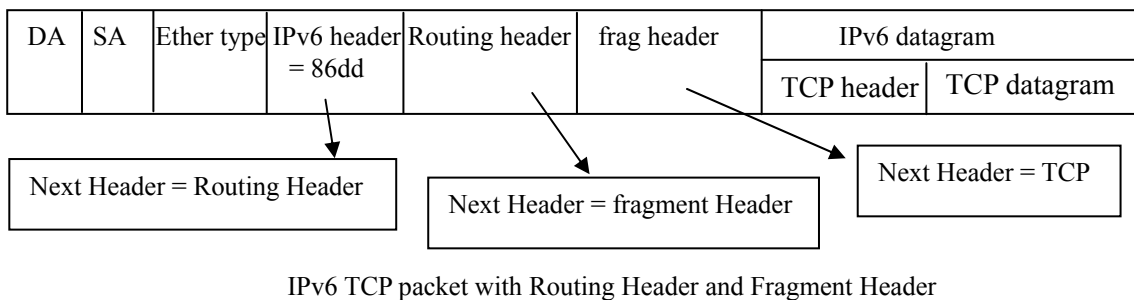 DA SA Ether type IPv6 header Routing header frag header IPv6 datagram
= 86dd
TCP header TCP datagram
Next Header = Routing Header
Next Header = fragment Header
Next Header = TCP
IPv6 TCP packet with Routing Header and Fragment Header